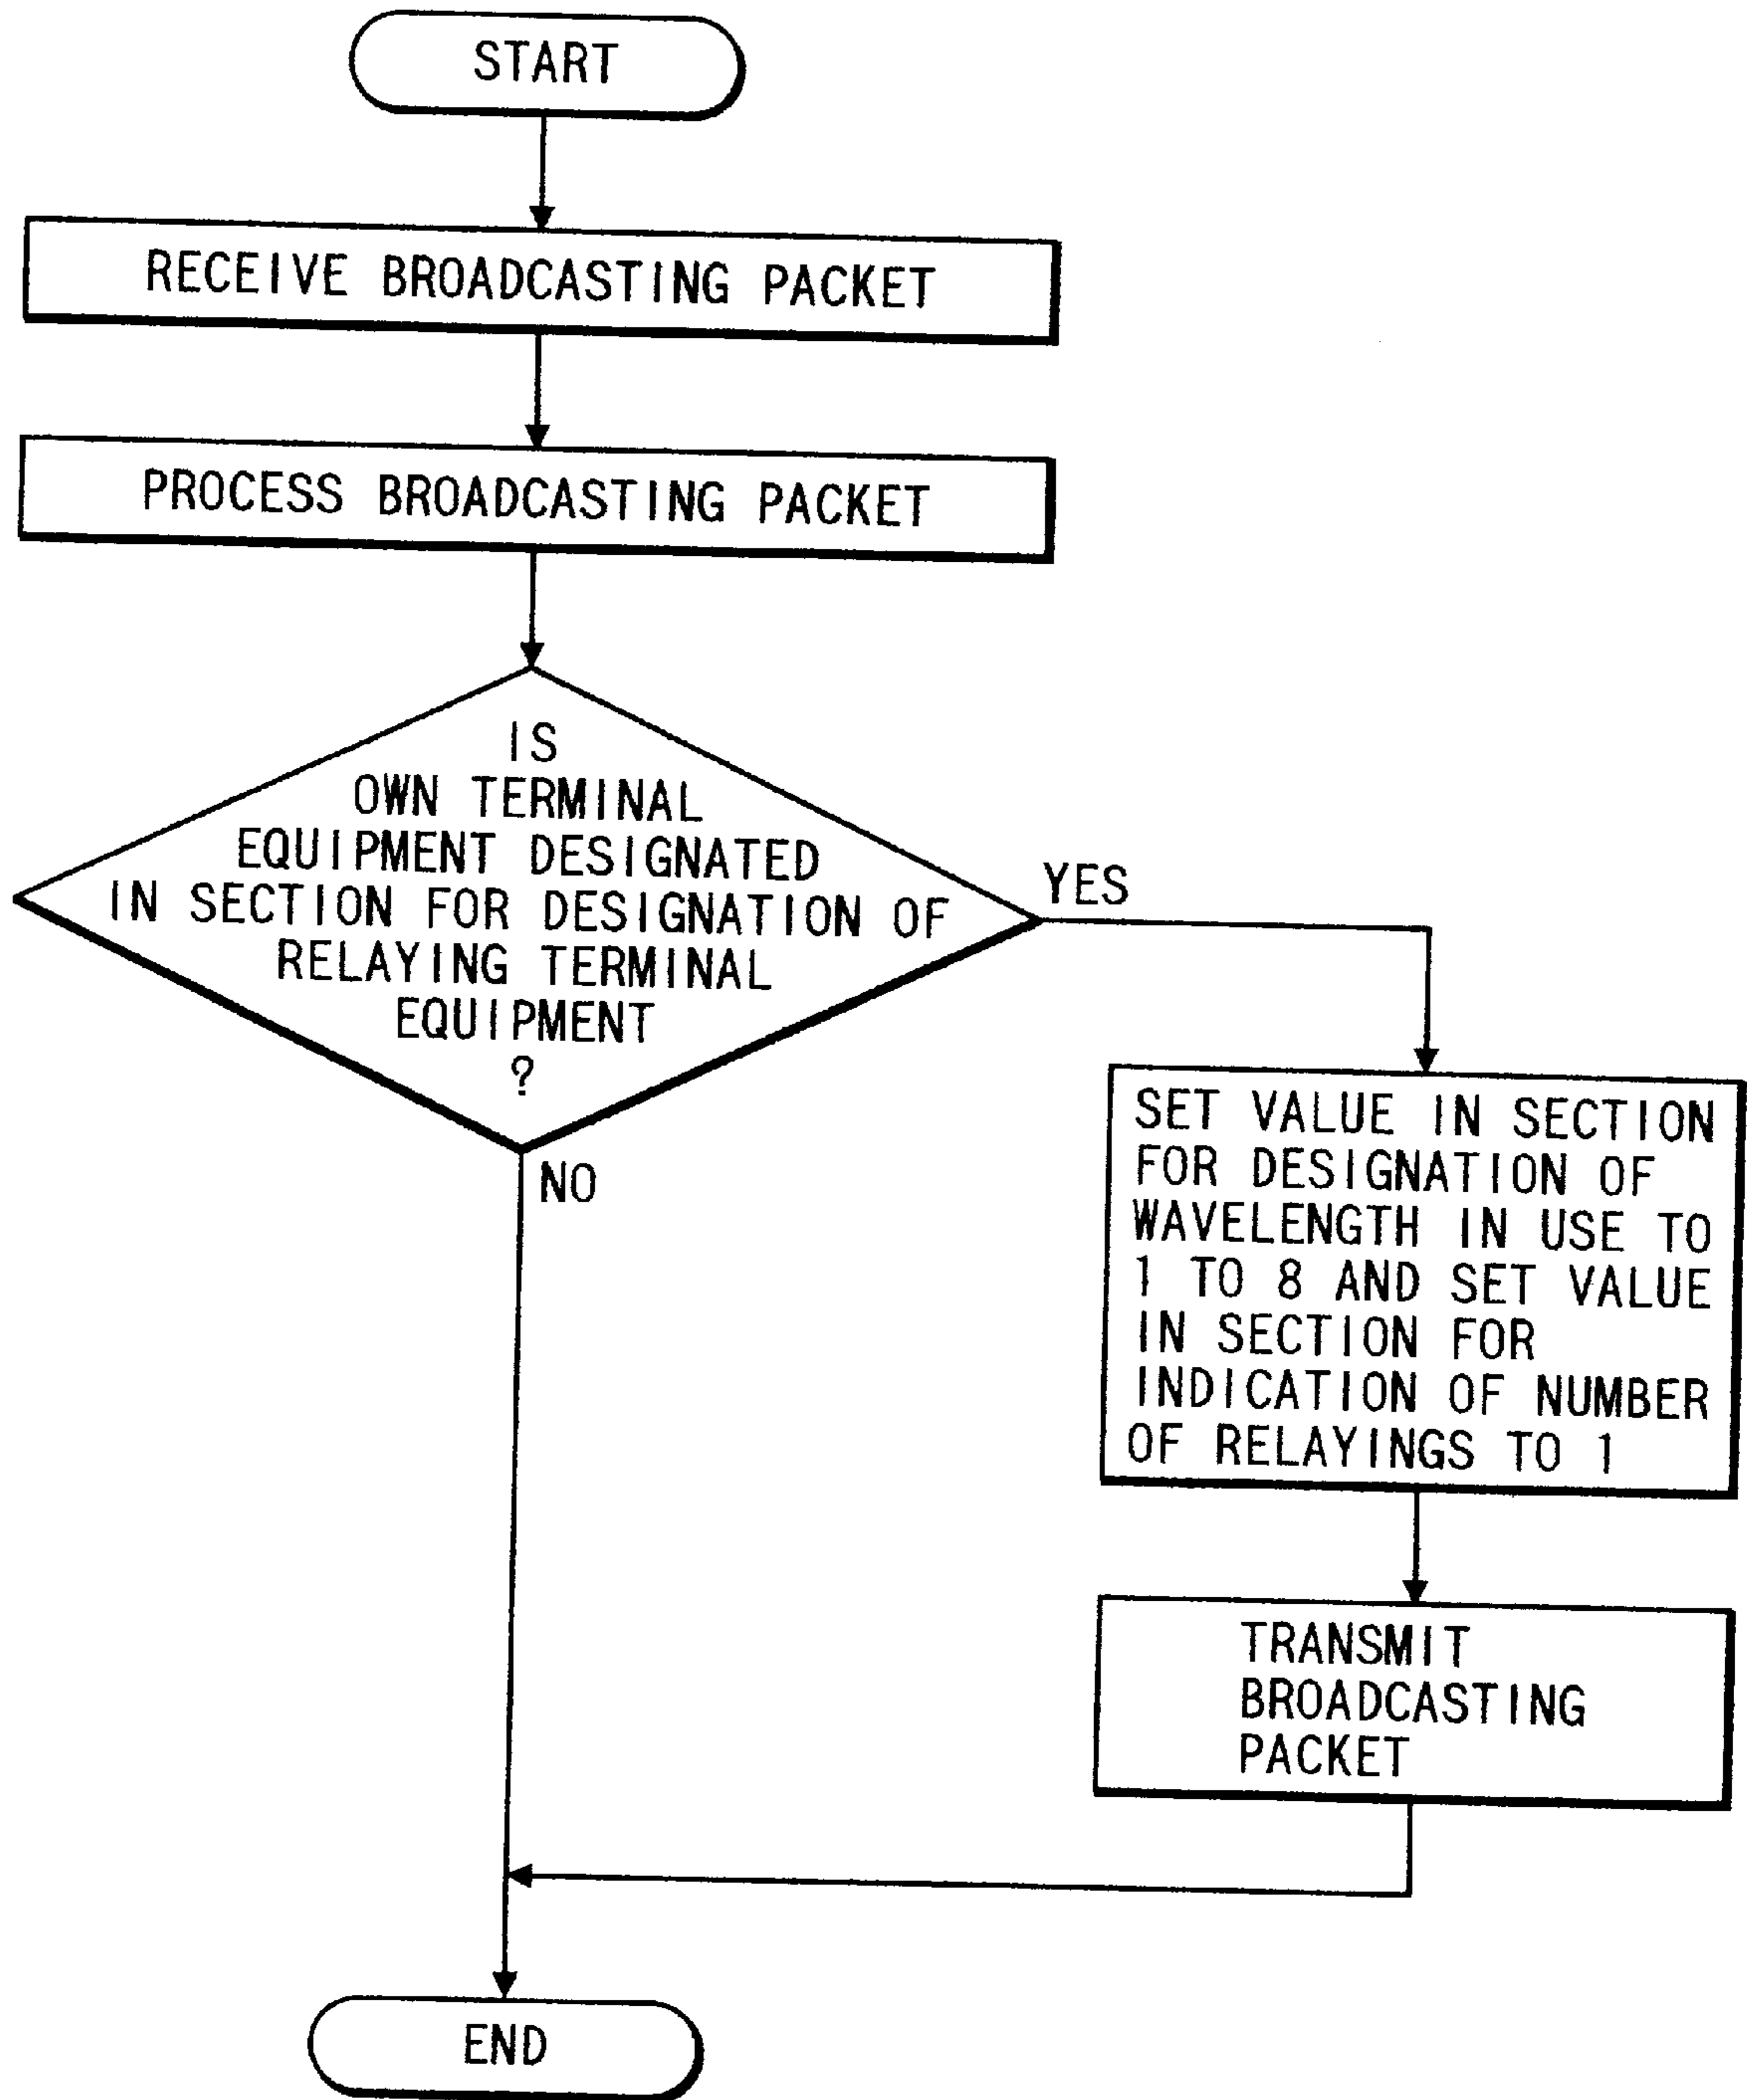 START
RECEIVE BROADCASTING PACKET
PROCESS BROADCASTING PACKET
IS
OWN TERMINAL
EQUIPMENT DESIGNATED
IN SECTION FOR DESIGNATION OF
RELAYING TERMINAL
EQUIPMENT
?
YES
NO
SET VALUE IN SECTION
FOR DESIGNATION OF
WAVELENGTH IN USE TO
1 TO 8 AND SET VALUE
IN SECTION FOR
INDICATION OF NUMBER
OF RELAYINGS TO 1
TRANSMIT
BROADCASTING
PACKET
END